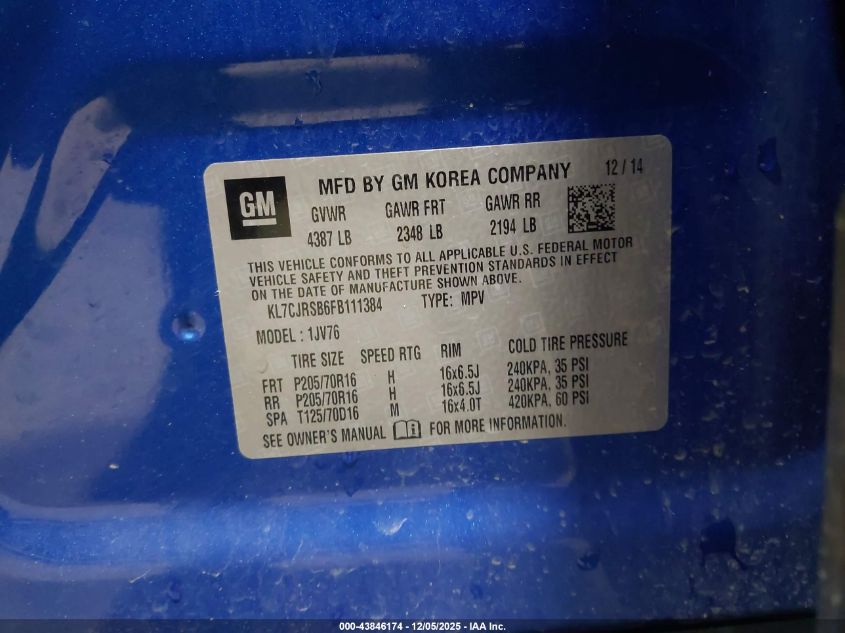 GM
MFD BY GM KOREA COMPANY 12 / 14
GVWR GAWR FRT GAWR RR
4387 LB 2348 LB 2194 LB
THIS VEHICLE CONFORMS TO ALL APPLICABLE U.S. FEDERAL MOTOR
VEHICLE SAFETY AND THEFT PREVENTION STANDARDS IN EFFECT
ON THE DATE OF MANUFACTURE SHOWN ABOVE.
KL7CJRSB6FB111384 TYPE: MPV
MODEL : 1JV76
TIRE SIZE SPEED RTG RIM COLD TIRE PRESSURE
FRT P205/70R16 H 16x6.5J 240KPA, 35 PSI
RR P205/70R16 H 16x6.5J 240KPA, 35 PSI
SPA T125/70D16 M 16x4.0T 420KPA, 60 PSI
SEE OWNER'S MANUAL FOR MORE INFORMATION.
000-43846174 - 12/05/2025 - IAA Inc.